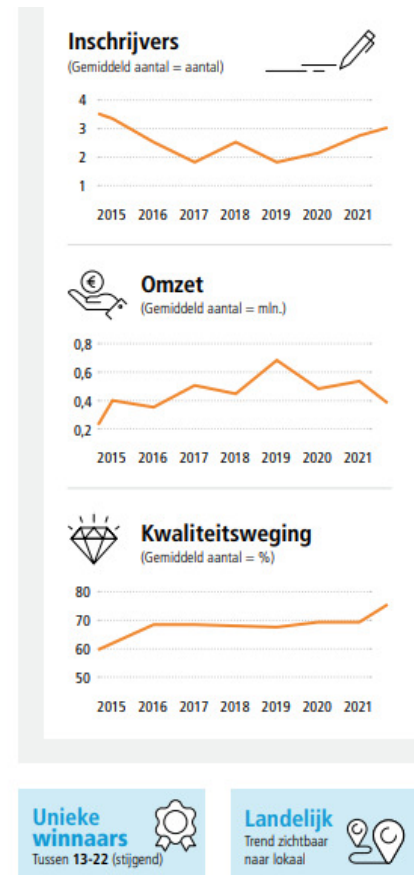 Inschrijvers
(Gemiddeld aantal = aantal)
4
3
2
1
2015 2016 2017 2018 2019 2020 2021
€
Omzet
(Gemiddeld aantal = mln.)
0,8
0,6
0,4
0,2
2015 2016 2017 2018 2019 2020 2021
Kwaliteitsweging
(Gemiddeld aantal = %)
80
70
60
50
2015 2016 2017 2018 2019 2020 2021
Unieke
winnaars
Tussen 13-22 (stijgend)
Landelijk
Trend zichtbaar
naar lokaal